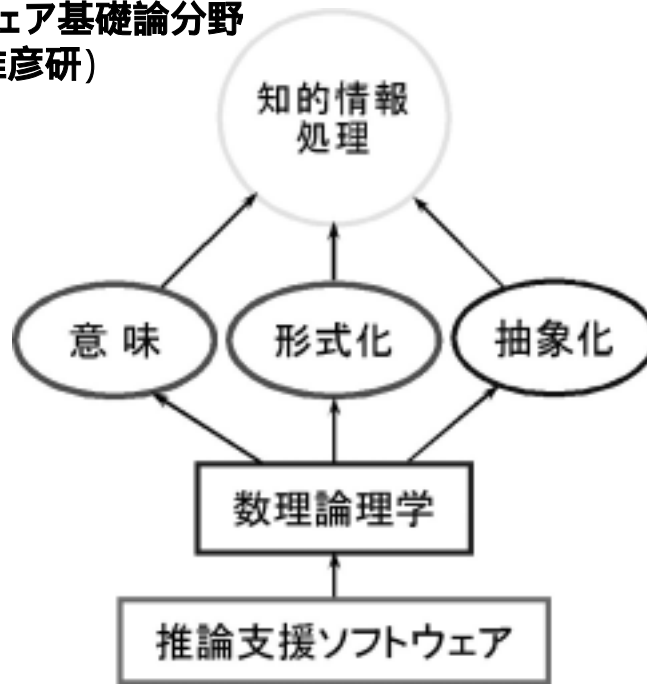 ェア基礎論分野
彦研)
知的情報
処理
意味
形式化
抽象化
数理論理学
推論支援ソフトウェア